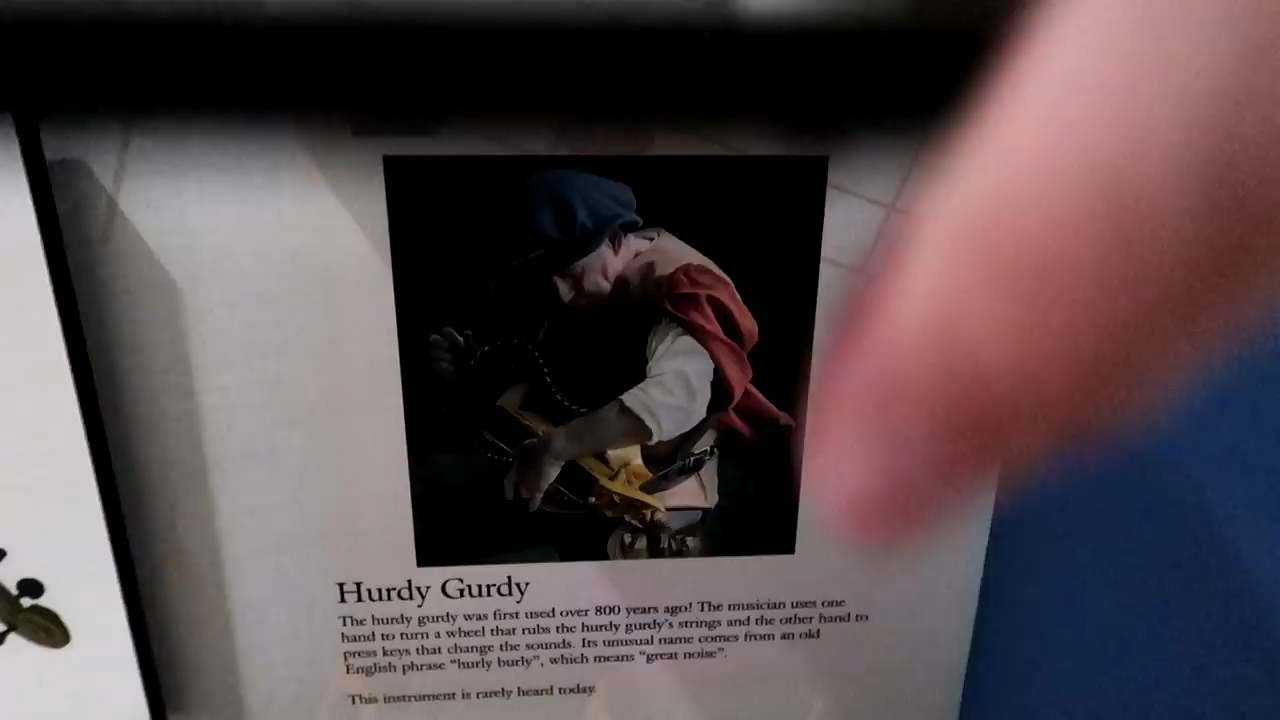 Hurdy Gurdy
The hurdy gurdy was first used over 800 years ago! The musician uses one
hand to turn a wheel that rubs the hurdy gurdy's strings and the other hand to
press keys that change the sounds. Its unusual name comes from an old
English phrase "hurly burly", which means "great noise".
This instrument is rarely heard today.